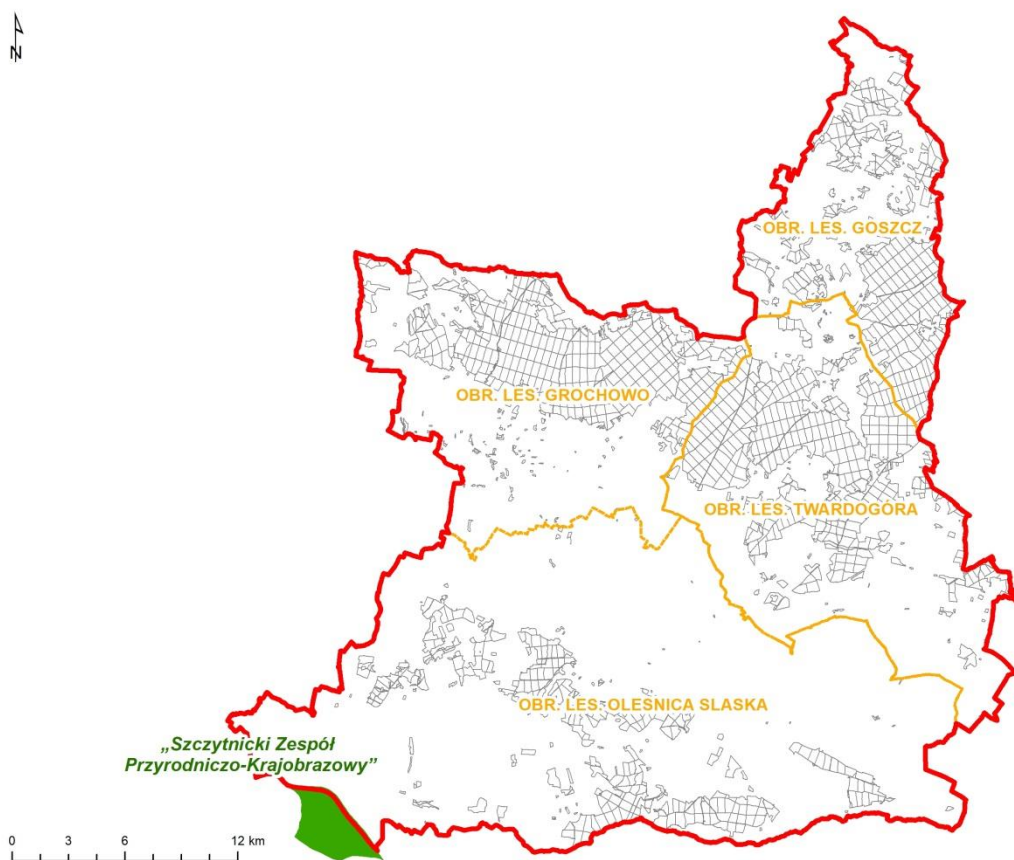 N
OBR. LES. GOSZCZ
OBR. LES. GROCHOWO
OBR. LES. TWARDOGÓRA
OBR. LES. OLESNICA SLASKA
„Szczytnicki Zespół
Przyrodniczo-Krajobrazowy”
0 3 6 12 km